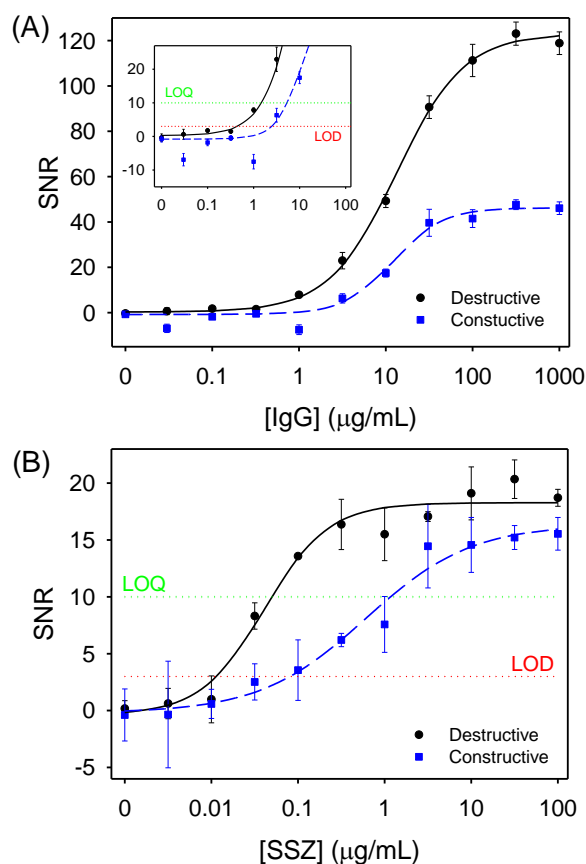 (A)
SNR
120
100
80
60
40
20
0
0 0.1 1 10 100 1000
[IgG] (μg/mL)
Destructive
Constuctive
20
10
0
-10
0 0.1 1 10 100
LOQ
LOD
(B)
SNR
20
15
10
5
0
-5
0 0.01 0.1 1 10 100
[SSZ] (μg/mL)
LOQ
LOD
Destructive
Constructive